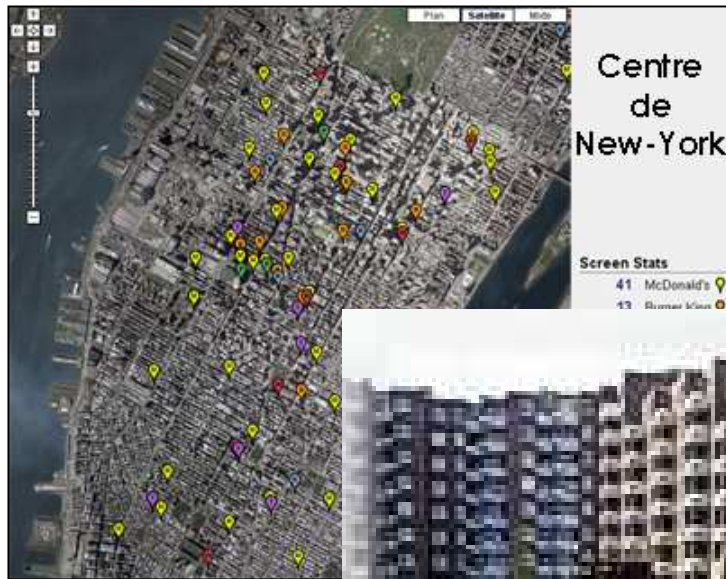 Plan Satellite
Centre
de
New-York
Screen Stats
41 McDonald's
13 Burger King